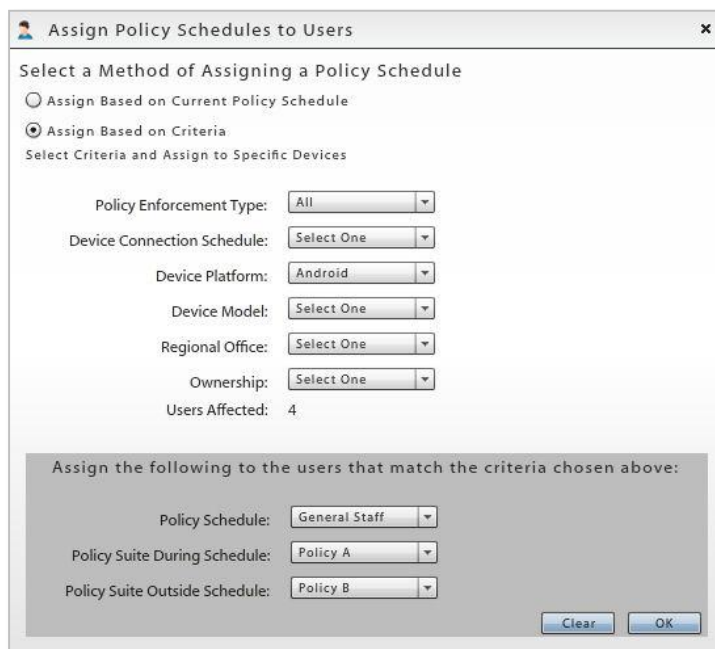 Assign Policy Schedules to Users
Select a Method of Assigning a Policy Schedule
Assign Based on Current Policy Schedule
Assign Based on Criteria
Select Criteria and Assign to Specific Devices
Policy Enforcement Type: All
Device Connection Schedule: Select One
Device Platform: Android
Device Model: Select One
Regional Office: Select One
Ownership: Select One
Users Affected: 4
Assign the following to the users that match the criteria chosen above:
Policy Schedule: General Staff
Policy Suite During Schedule: Policy A
Policy Suite Outside Schedule: Policy B
Clear OK